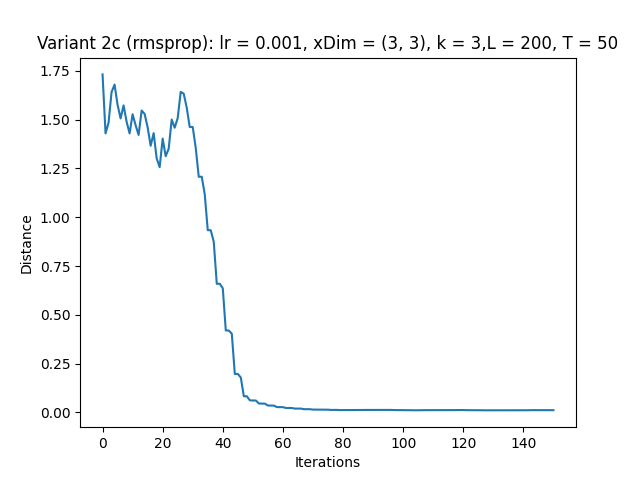 Variant 2c (rmsprop): lr = 0.001, xDim = (3, 3), k = 3,L = 200, T = 50
1.75
1.50
1.25
1.00
0.75
0.50
0.25
0.00
Distance
0 20 40 60 80 100 120 140
Iterations